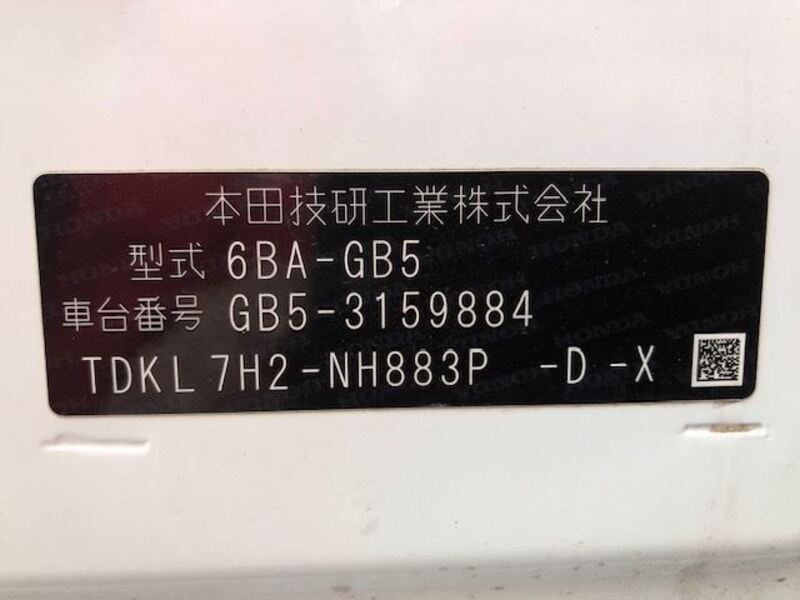 本田技研工業株式会社
型式 6BA-GB5
車台番号 GB5-3159884
TDKL 7H2-NH883P -D -X